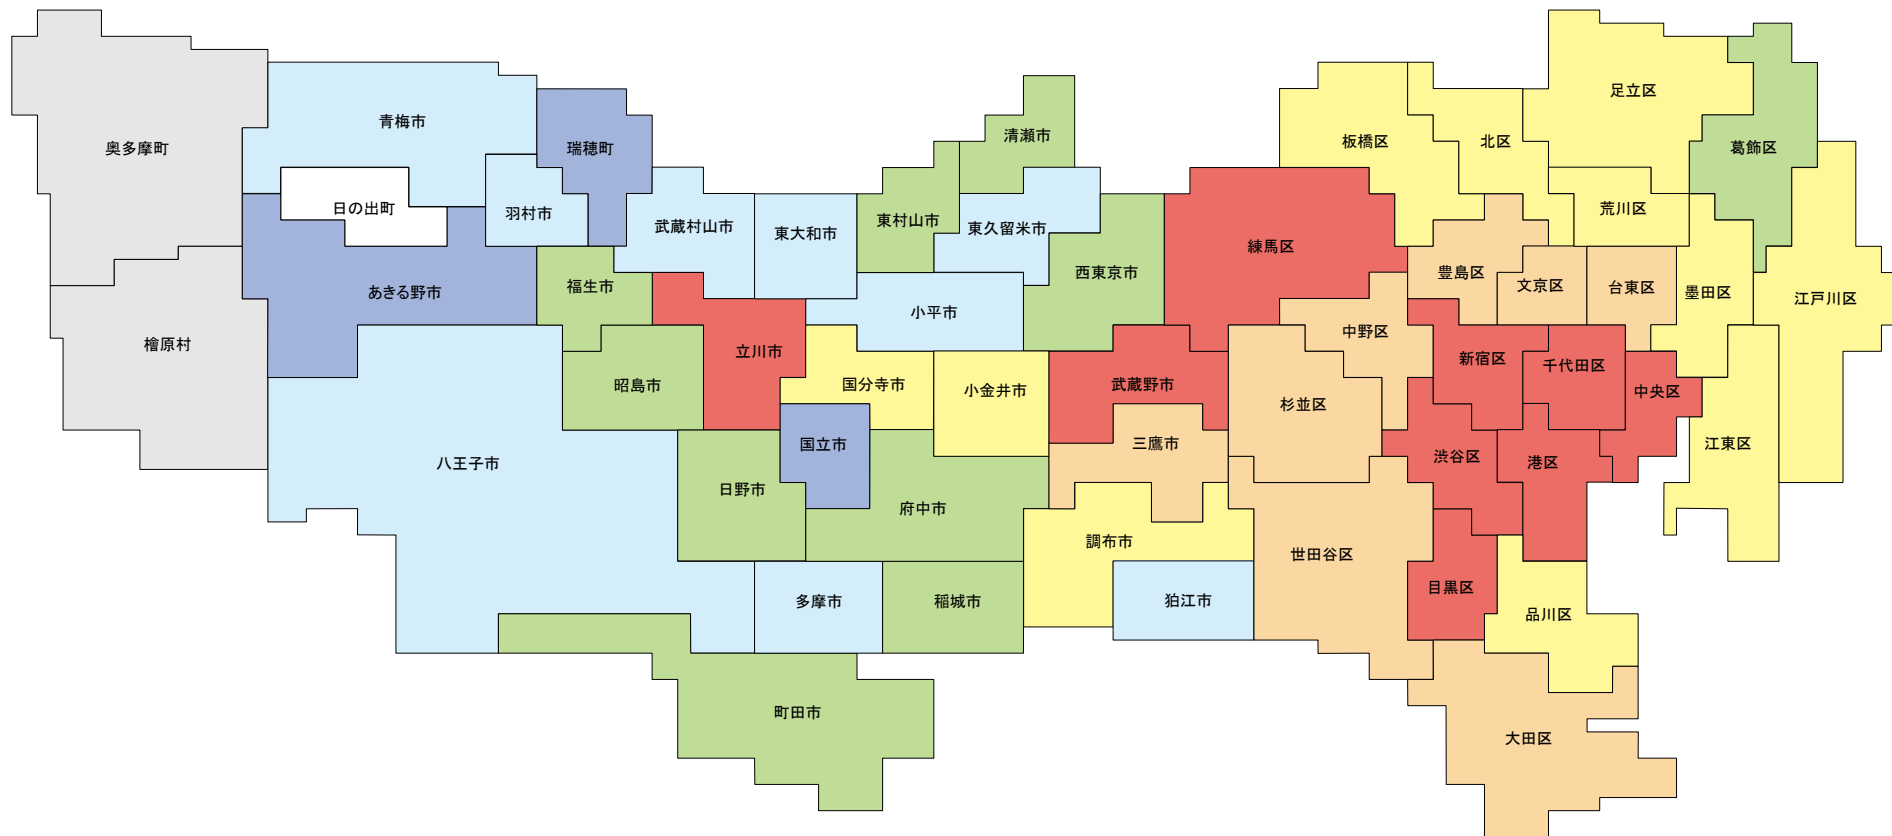 足立区
青梅市
清瀬市
板橋区
北区
奥多摩町
瑞穂町
葛飾区
日の出町
羽村市
武蔵村山市
東大和市
東村山市
東久留米市
練馬区
荒川区
あきる野市
福生市
西東京市
豊島区
文京区
台東区
墨田区
江戸川区
小平市
中野区
檜原村
立川市
新宿区
千代田区
昭島市
国分寺市
小金井市
武蔵野市
杉並区
中央区
国立市
三鷹市
江東区
八王子市
渋谷区
港区
日野市
府中市
調布市
世田谷区
多摩市
稲城市
狛江市
目黒区
品川区
町田市
大田区